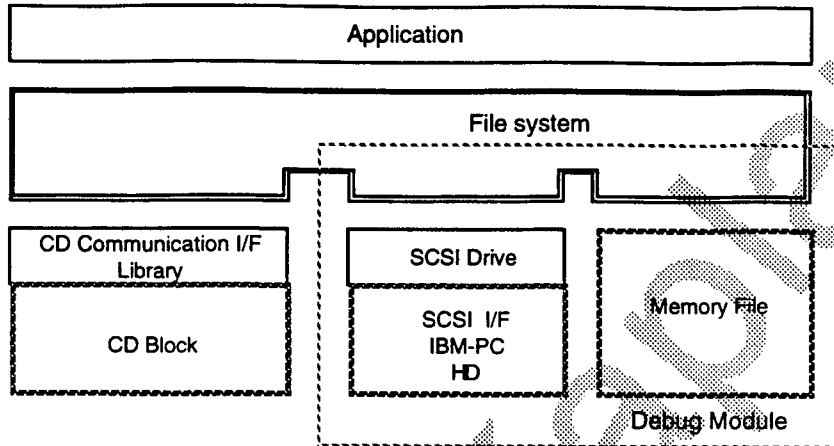 Application
File system
CD Communication I/F
Library
CD Block
SCSI Drive
SCSI I/F
IBM-PC
HD
Memory File
Debug Module